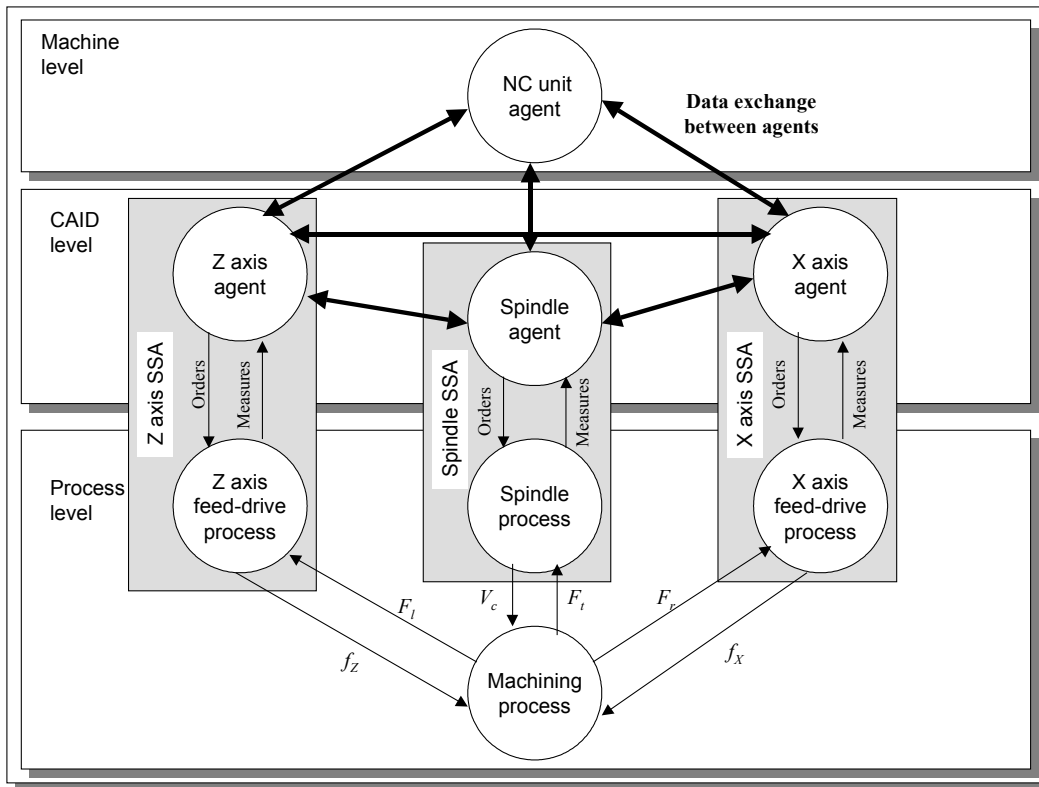 Machine
level
NC unit
agent
Data exchange
between agents
CAID
level
Z axis
agent
Spindle
agent
X axis
agent
Z axis SSA
Orders
Measures
Spindle SSA
Orders
Measures
X axis SSA
Orders
Measures
Process
level
Z axis
feed-drive
process
Spindle
process
X axis
feed-drive
process
F_l
V_c
F_t
F_r
f_Z
f_X
Machining
process